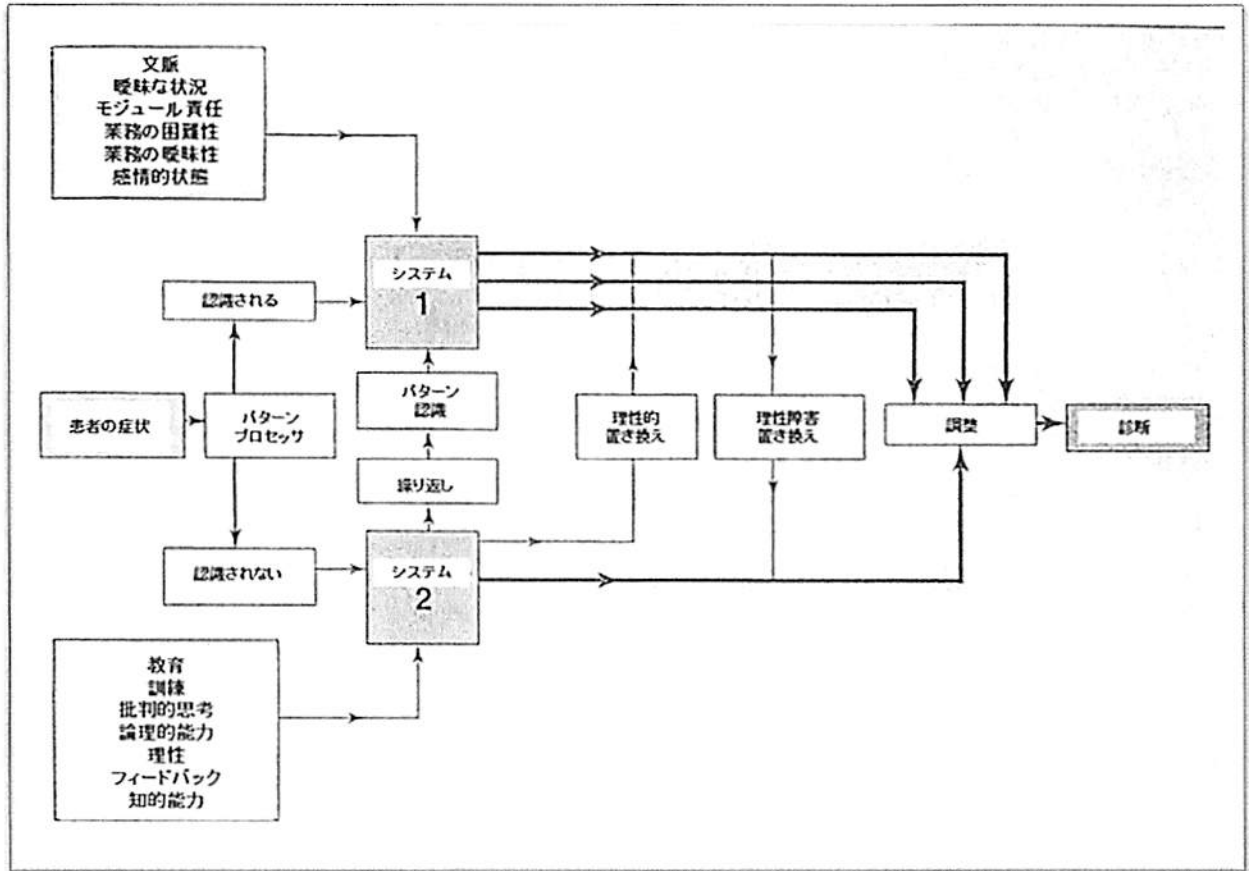 文脈
曖昧な状況
モジュール責任
業務の困難性
業務の曖昧性
感情的状態
システム
1
認識される
パターン
認識
患者の症状
パターン
プロセッサ
理性的
置き換え
理性障害
置き換え
調整
診断
繰り返し
認識されない
システム
2
教育
訓練
批判的思考
論理的能力
理性
フィードバック
知的能力